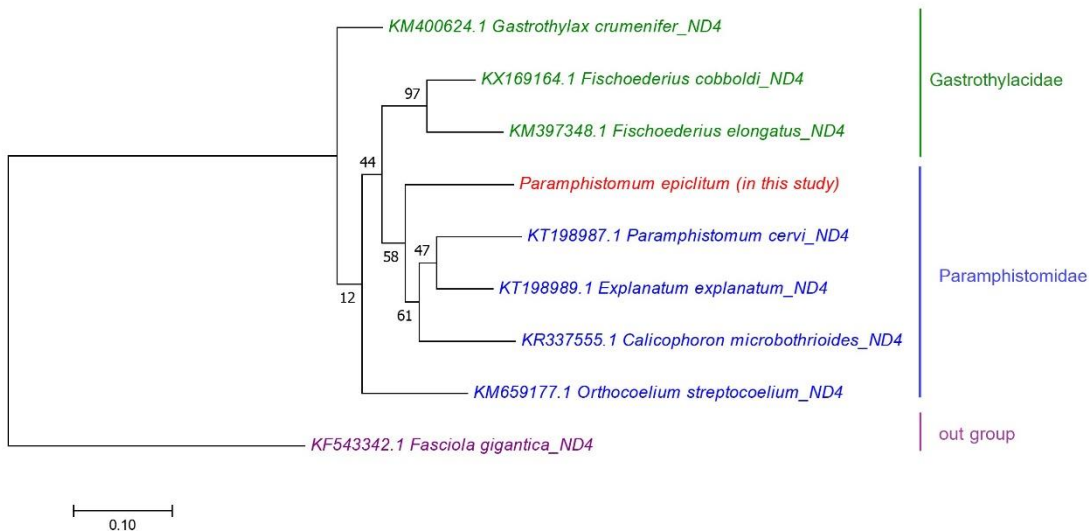 KM400624.1 Gastrothylax crumenifer_ND4
KX169164.1 Fischoederius cobboldi_ND4
97
Gastrothylacidae
KM397348.1 Fischoederius elongatus_ND4
44
Paramphistomum epiclitum (in this study)
KT198987.1 Paramphistomum cervi_ND4
47
58
Paramphistomidae
KT198989.1 Explanatum explanatum_ND4
12
61
KR337555.1 Calicophoron microbothrioides_ND4
KM659177.1 Orthocoelium streptocoelium_ND4
out group
KF543342.1 Fasciola gigantica_ND4
0.10